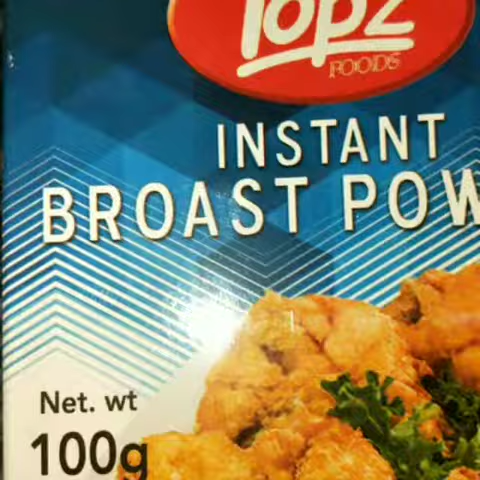 Topz
FOODS
INSTANT
BROAST POW
Net. wt
100g